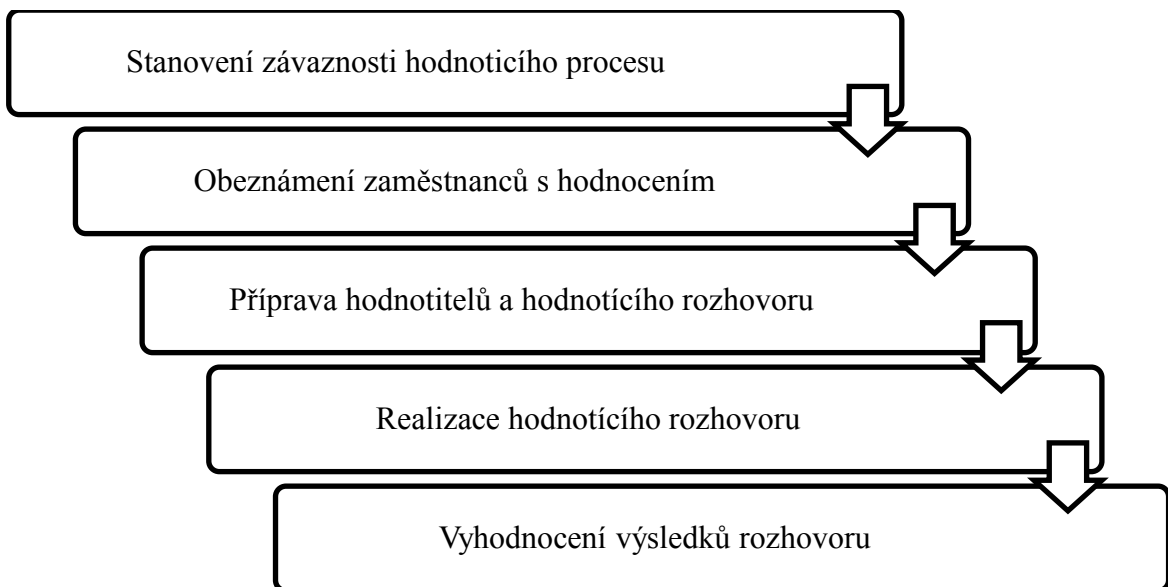 Stanovení závaznosti hodnoticího procesu
Obeznámení zaměstnanců s hodnocením
Příprava hodnotitelů a hodnotícího rozhovoru
Realizace hodnotícího rozhovoru
Vyhodnocení výsledků rozhovoru